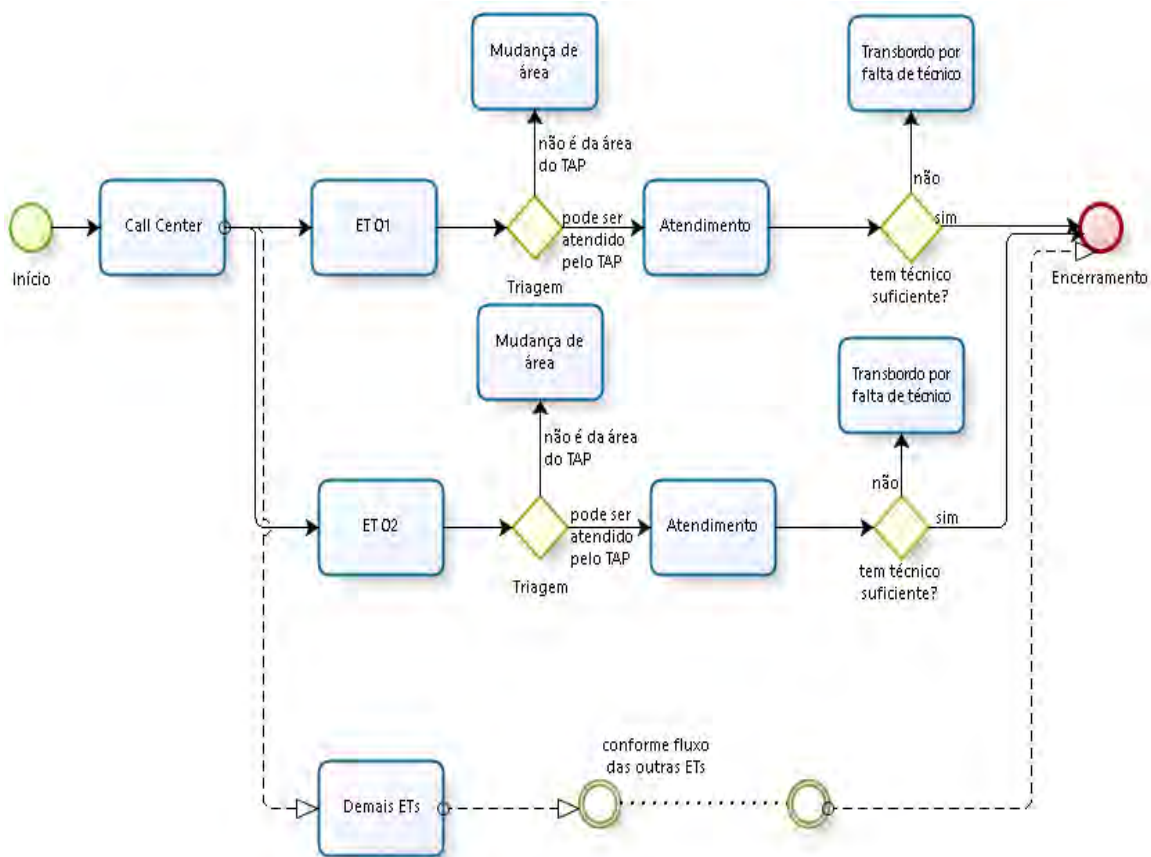 Mudança de
área
Transbordo por
falta de técnico
não é da área
do TAP
não
Call Center
ET 01
pode ser
atendido
pelo TAP
Atendimento
sim
Início
Triagem
tem técnico
suficiente?
Encerramento
Mudança de
área
Transbordo por
falta de técnico
não é da área
do TAP
não
ET 02
pode ser
atendido
pelo TAP
Atendimento
sim
Triagem
tem técnico
suficiente?
conforme fluxo
das outras ETs
Demais ETs